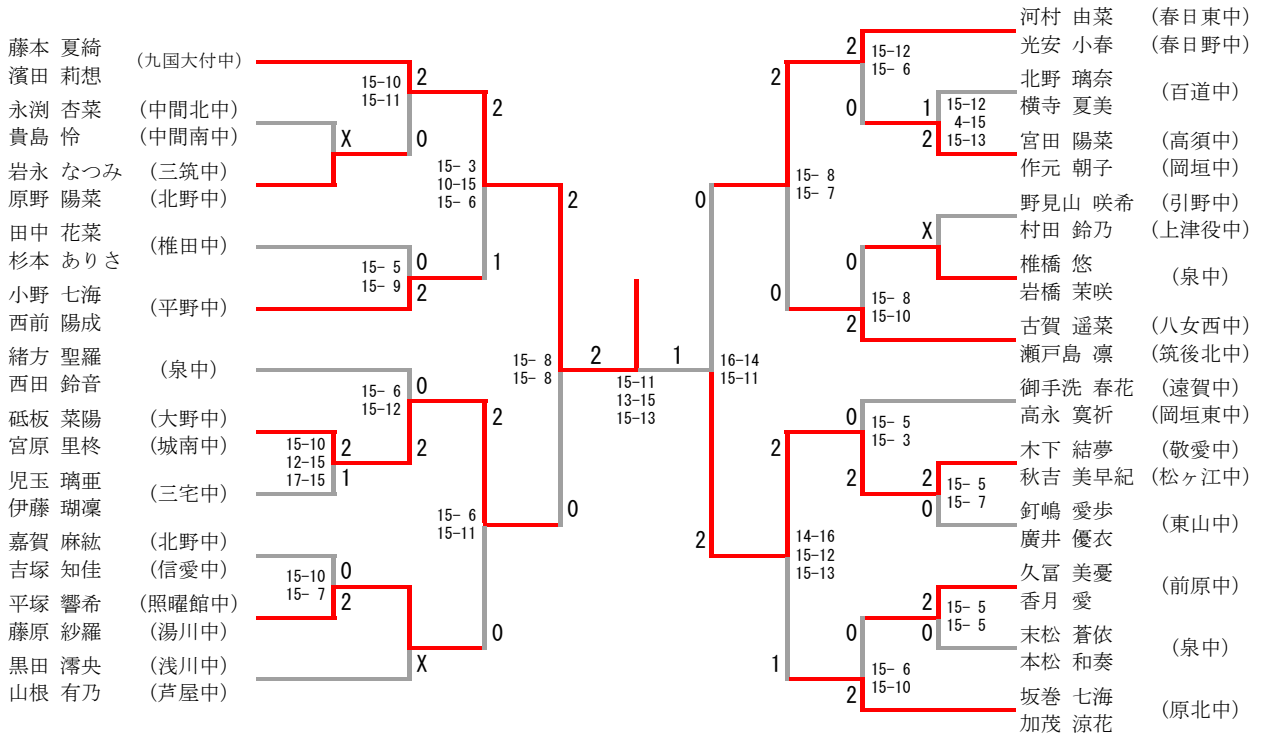 藤本 夏綺
濱田 莉想
(九国大付中)
永渕 杏菜 (中間北中)
貴島 怜 (中間南中)
岩永 なつみ (三筑中)
原野 陽菜 (北野中)
田中 花菜
杉本 ありさ
(椎田中)
小野 七海
西前 陽成
(平野中)
緒方 聖羅
西田 鈴音
(泉中)
砥板 菜陽 (大野中)
宮原 里柊 (城南中)
児玉 璃亜
伊藤 瑚凜
(三宅中)
嘉賀 麻紘 (北野中)
吉塚 知佳 (信愛中)
平塚 響希 (照曜館中)
藤原 紗羅 (湯川中)
黒田 澪央 (浅川中)
山根 有乃 (芦屋中)
X
15-10
15-11
2
0
15- 5
15- 9
0
2
15- 3
10-15
15- 6
2
1
15-10
12-15
17-15
2
1
15- 6
15-12
0
2
15-10
15- 7
0
2
X
15- 6
15-11
2
0
15- 8
15- 8
2
0
2
1
15-11
13-15
15-13
16-14
15-11
0
2
15- 8
15- 7
2
0
15-12
15- 6
2
0
15-12
4-15
15-13
1
2
X
15- 8
15-10
0
2
15- 5
15- 3
0
2
15- 5
15- 7
2
0
14-16
15-12
15-13
2
1
15- 5
15- 5
2
0
15- 6
15-10
0
2
河村 由菜 (春日東中)
光安 小春 (春日野中)
北野 璃奈
横寺 夏美
(百道中)
宮田 陽菜 (高須中)
作元 朝子 (岡垣中)
野見山 咲希 (引野中)
村田 鈴乃 (上津役中)
椎橋 悠
岩橋 茉咲
(泉中)
古賀 遥菜 (八女西中)
瀬戸島 凛 (筑後北中)
御手洗 春花 (遠賀中)
高永 寞祈 (岡垣東中)
木下 結夢 (敬愛中)
秋吉 美早紀 (松ヶ江中)
釘嶋 愛歩
廣井 優衣
(東山中)
久冨 美憂
香月 愛
(前原中)
末松 蒼依
本松 和奏
(泉中)
坂巻 七海
加茂 涼花
(原北中)